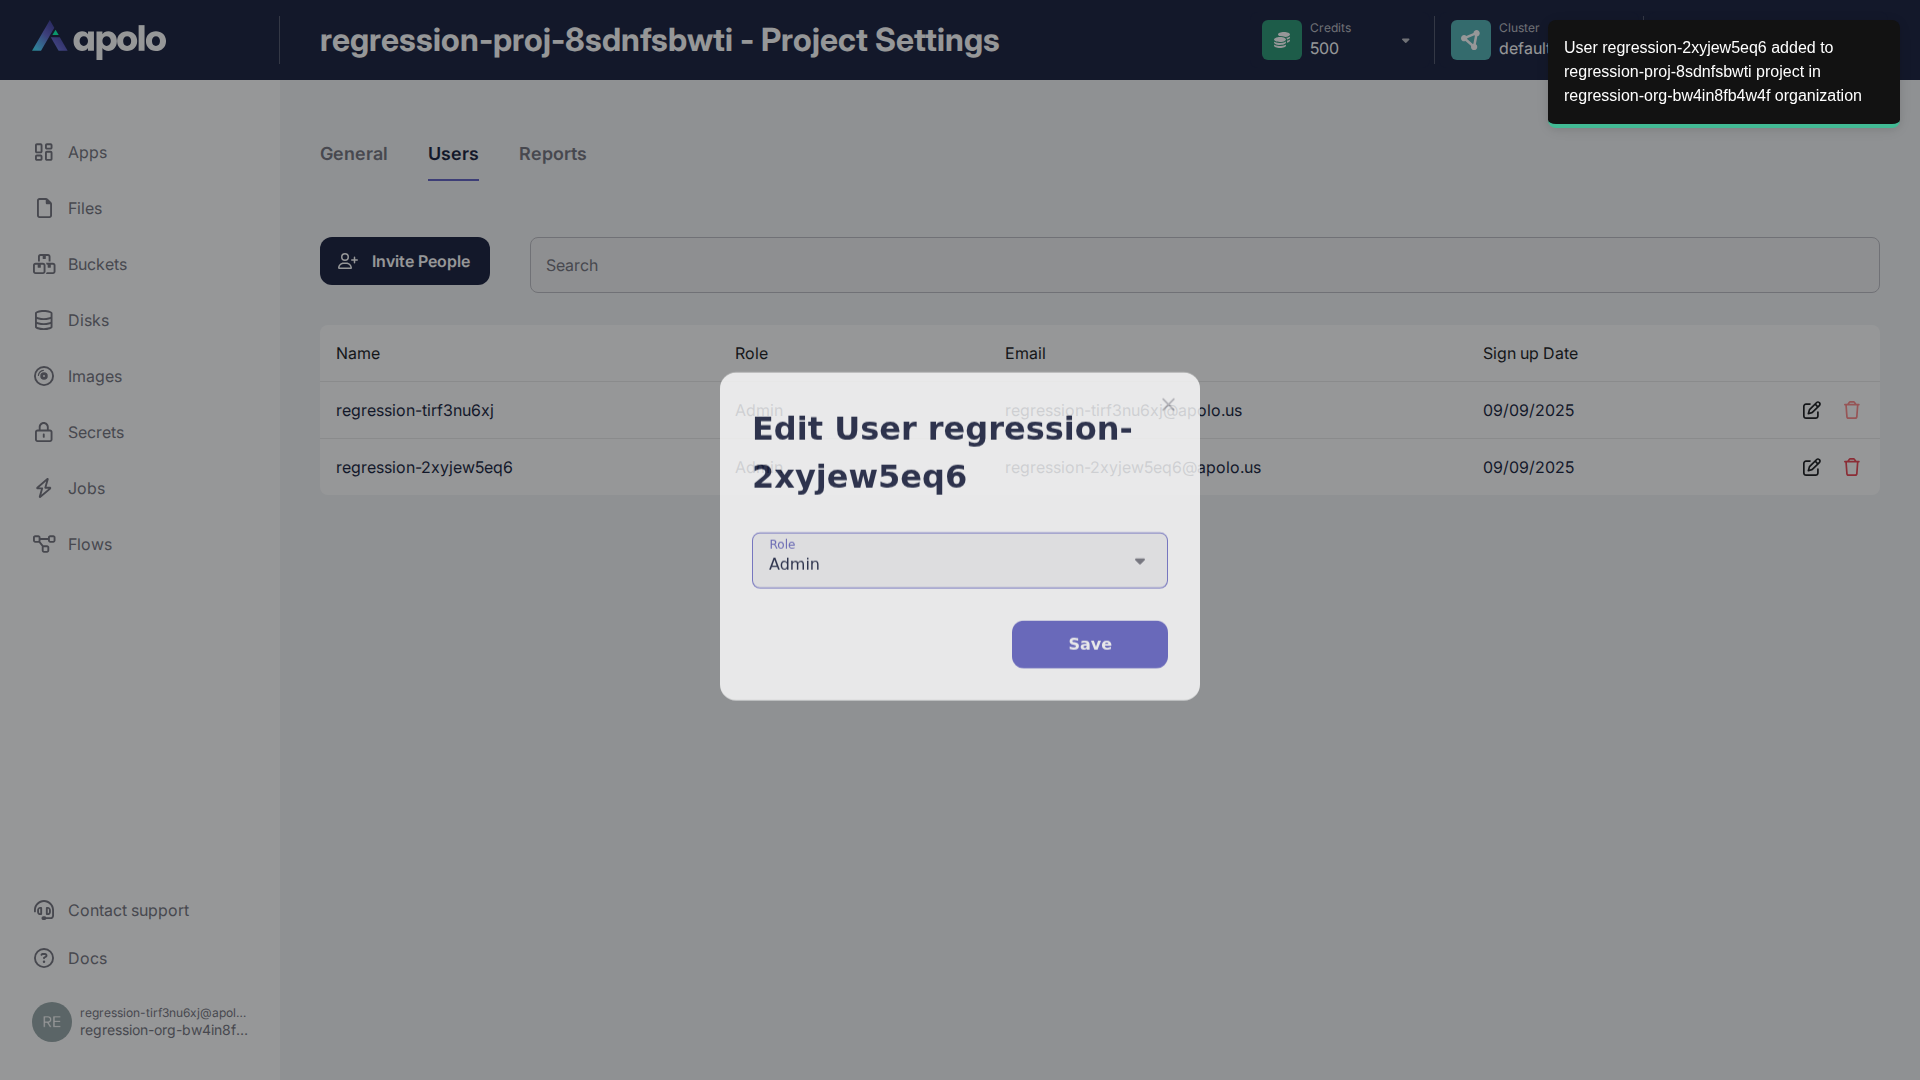 apolo
regression-proj-8sdnfsbwti - Project Settings
Credits
500
Cluster
default
User regression-2xyjew5eq6 added to
regression-proj-8sdnfsbwti project in
regression-org-bw4in8fb4w4f organization
Apps
Files
Buckets
Disks
Images
Secrets
Jobs
Flows
Contact support
Docs
RE
regression-tirf3nu6xj@apol...
regression-org-bw4in8f...
General Users Reports
Invite People
Search
Name Role Email Sign up Date
regression-tirf3nu6xj Admin regression-tirf3nu6xj@apolo.us 09/09/2025
regression-2xyjew5eq6 Admin regression-2xyjew5eq6@apolo.us 09/09/2025
Edit User regression-
2xyjew5eq6
Role
Admin
Save